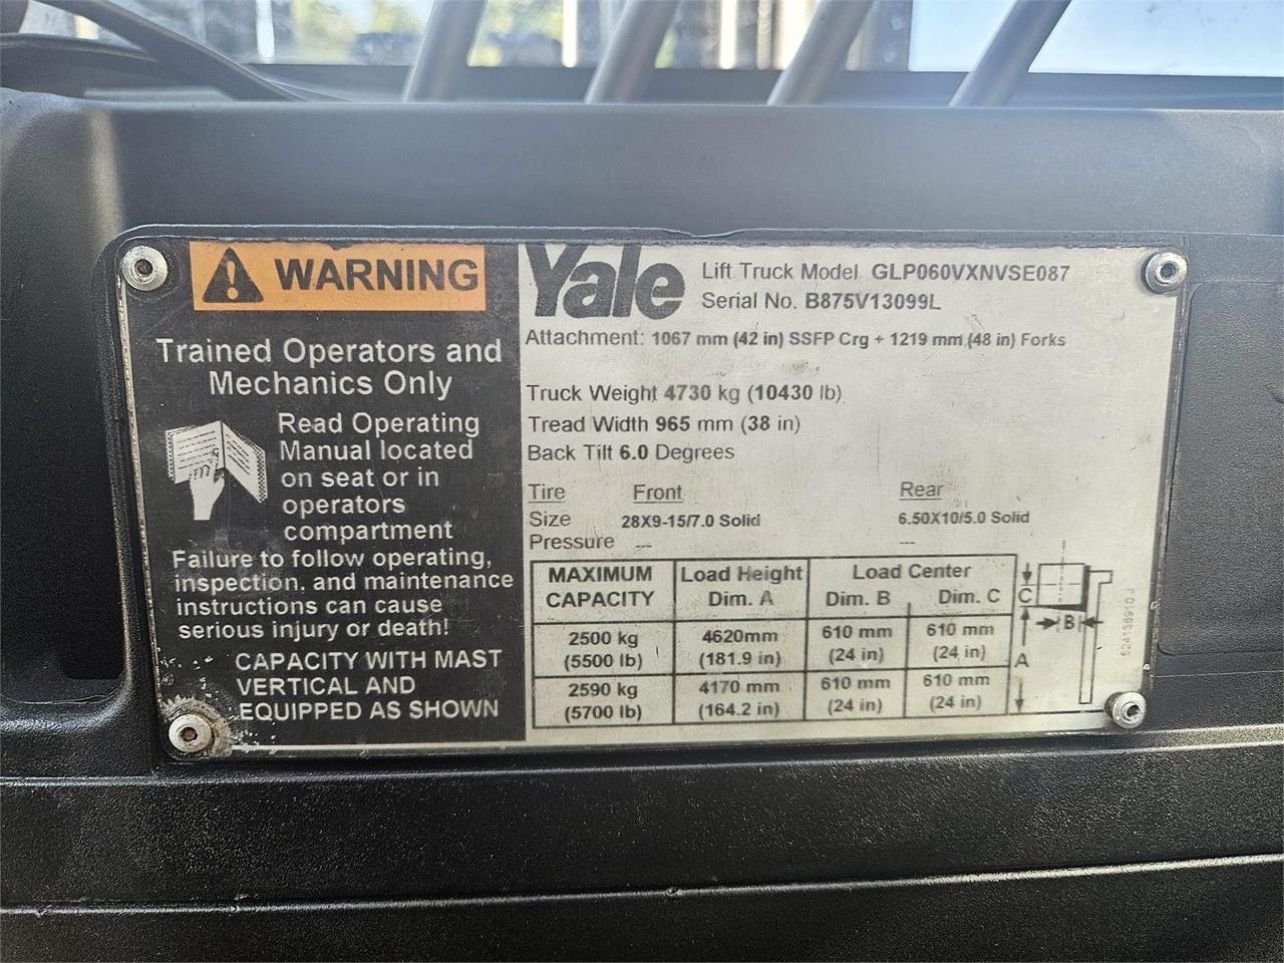 WARNING
Trained Operators and
Mechanics Only
Read Operating
Manual located
on seat or in
operators
compartment
Failure to follow operating,
inspection, and maintenance
instructions can cause
serious injury or death!
CAPACITY WITH MAST
VERTICAL AND
EQUIPPED AS SHOWN
Yale
Lift Truck Model GLP060VXNVSE087
Serial No. B875V13099L
Attachment: 1067 mm (42 in) SSFP Crg + 1219 mm (48 in) Forks
Truck Weight 4730 kg (10430 lb)
Tread Width 965 mm (38 in)
Back Tilt 6.0 Degrees
Tire Front Rear
Size 28X9-15/7.0 Solid 6.50X10/5.0 Solid
Pressure --- ---
MAXIMUM Load Height Load Center
CAPACITY Dim. A Dim. B Dim. C
2500 kg 4620mm 610 mm 610 mm
(5500 lb) (181.9 in) (24 in) (24 in)
2590 kg 4170 mm 610 mm 610 mm
(5700 lb) (164.2 in) (24 in) (24 in)
C
B
A